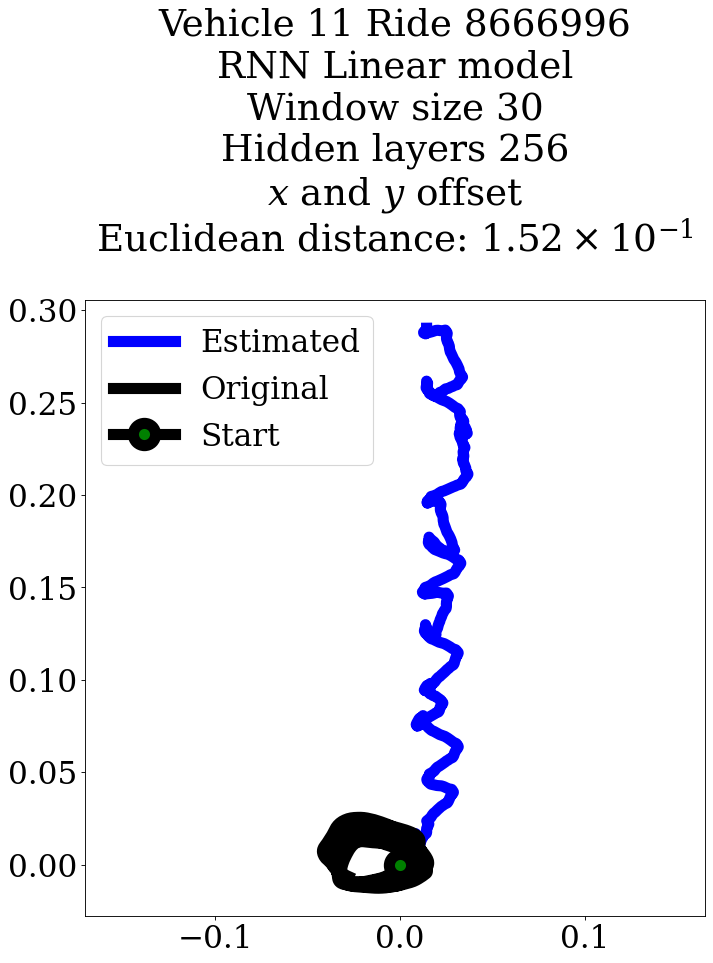 Vehicle 11 Ride 8666996
RNN Linear model
Window size 30
Hidden layers 256
x and y offset
Euclidean distance: 1.52 × 10⁻¹
0.30
0.25
0.20
0.15
0.10
0.05
0.00
Estimated
Original
Start
−0.1 0.0 0.1